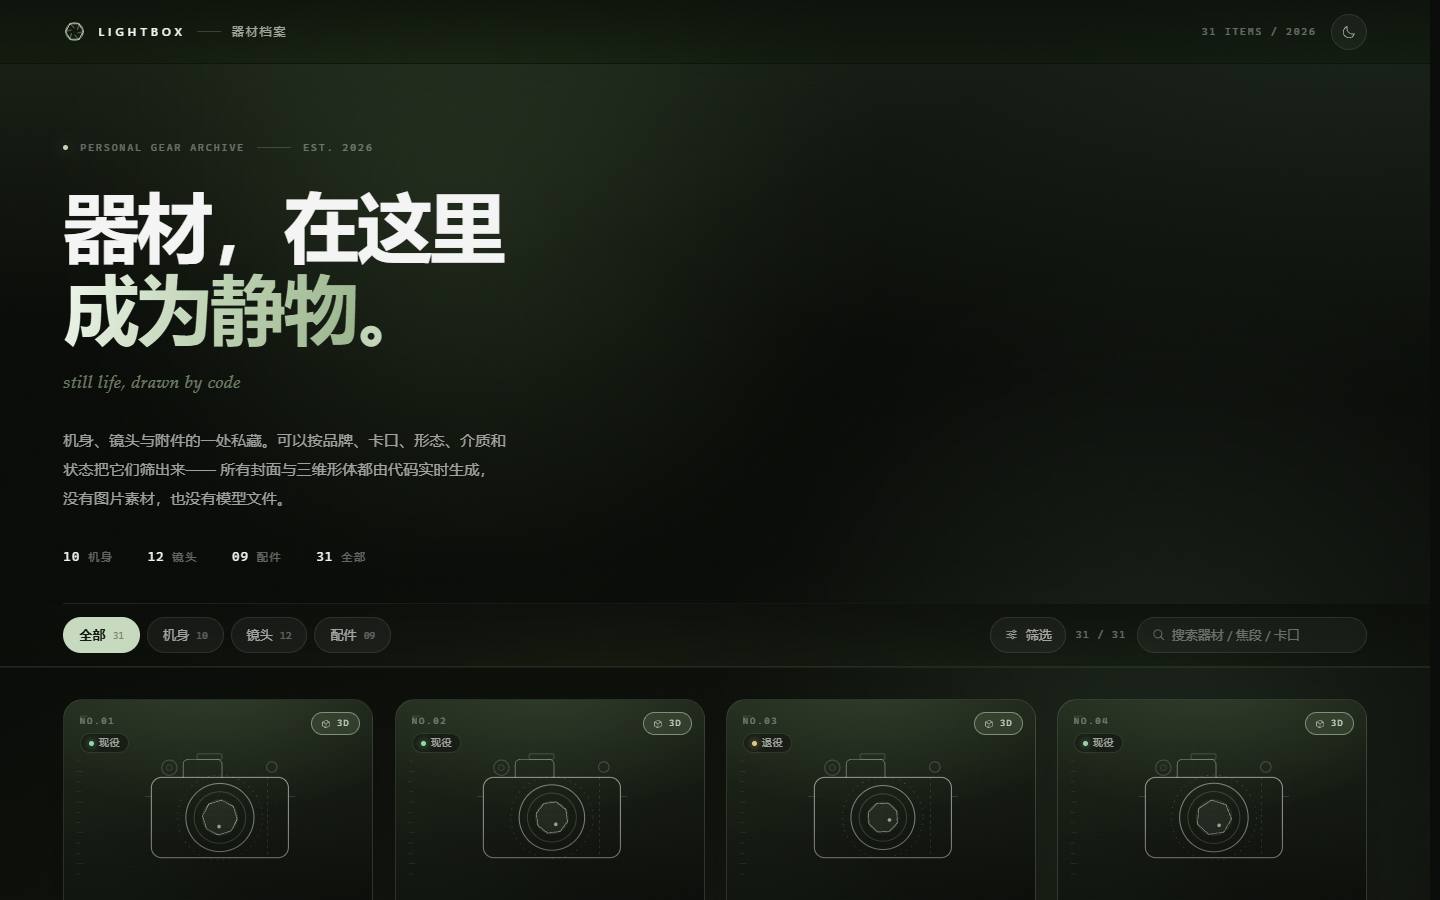 LIGHTBOX —— 器材档案
31 ITEMS / 2026
PERSONAL GEAR ARCHIVE —— EST. 2026
器材，在这里
成为静物。
still life, drawn by code
机身、镜头与附件的一处私藏。可以按品牌、卡口、形态、介质和
状态把它们筛出来—— 所有封面与三维形体都由代码实时生成，
没有图片素材，也没有模型文件。
10 机身 12 镜头 09 配件 31 全部
全部 31 机身 10 镜头 12 配件 09
筛选 31 / 31 搜索器材 / 焦段 / 卡口
NO.01 3D
现役
NO.02 3D
现役
NO.03 3D
退役
NO.04 3D
现役